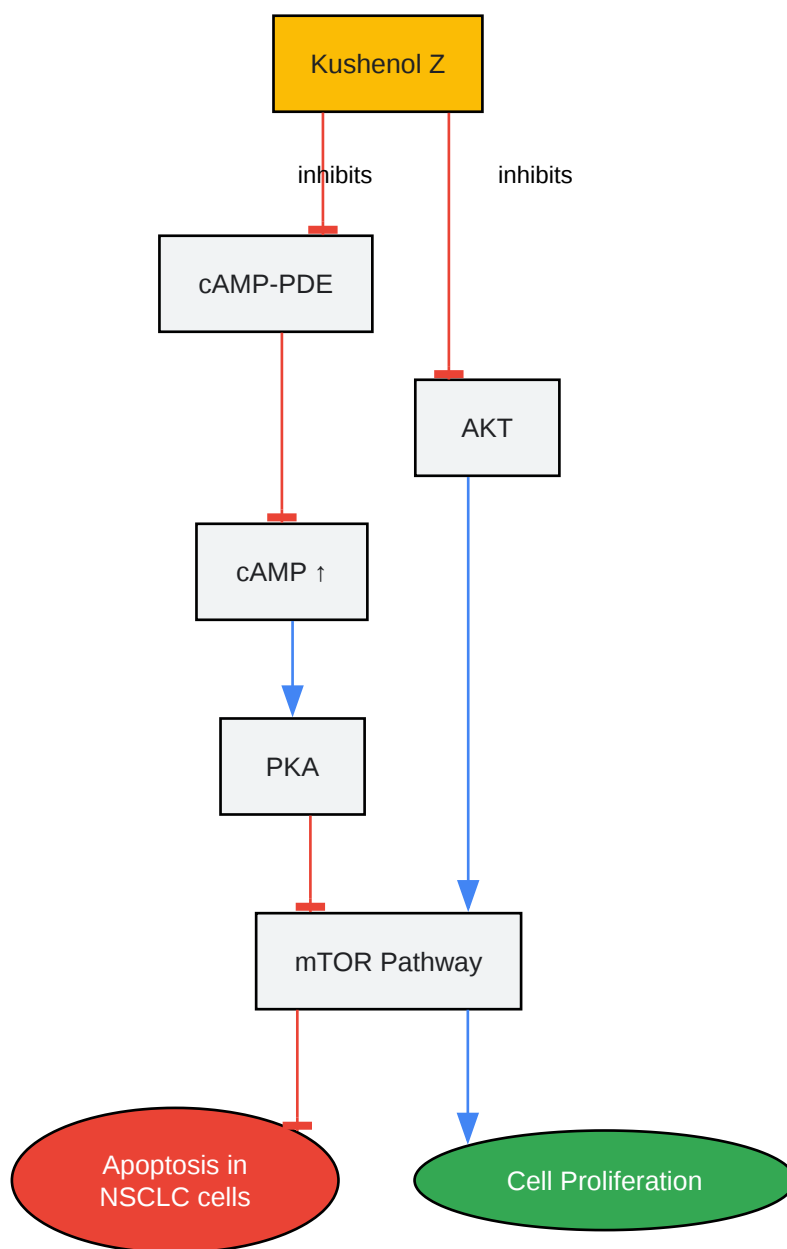 Kushenol Z
inhibits
inhibits
cAMP-PDE
AKT
cAMP ↑
PKA
mTOR Pathway
Apoptosis in
NSCLC cells
Cell Proliferation